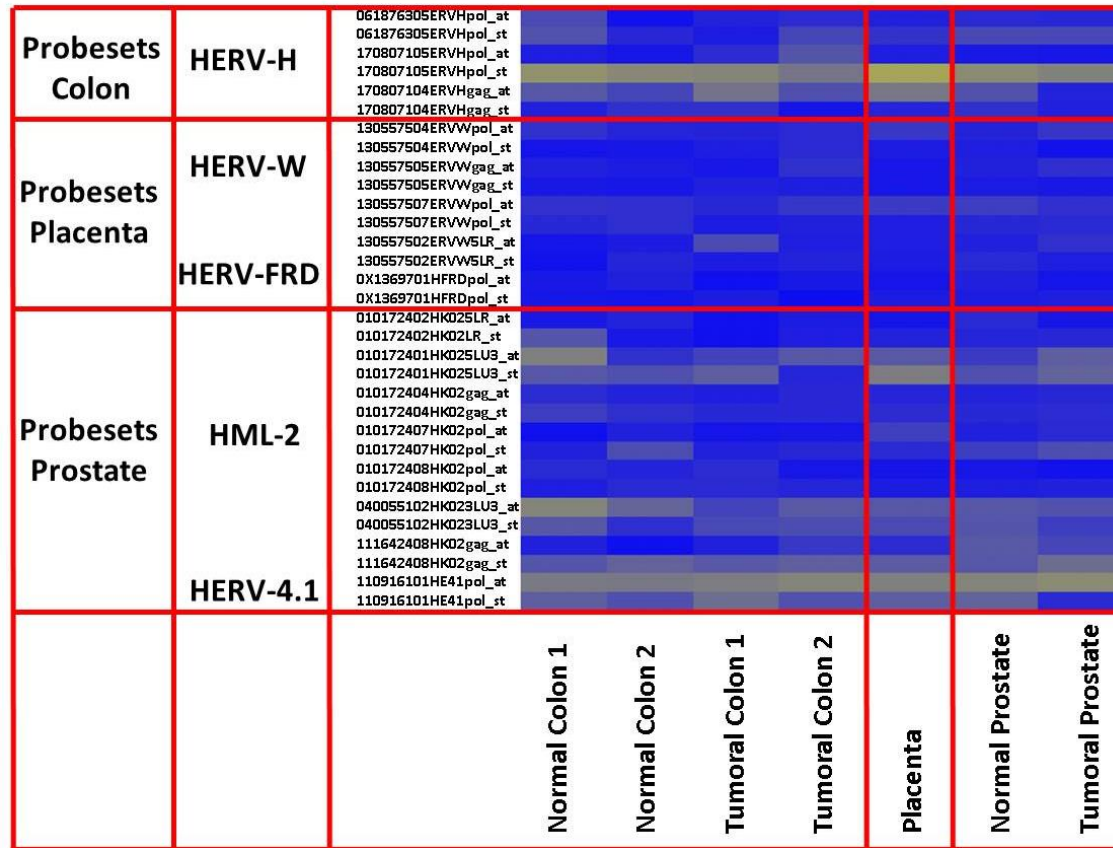 Probesets
Colon
HERV-H
061876305ERVHpol_at
061876305ERVHpol_st
170807105ERVHpol_at
170807105ERVHpol_st
170807104ERVHgag_at
170807104ERVHgag_st
Probesets
Placenta
HERV-W
HERV-FRD
130557504ERVWpol_at
130557504ERVWpol_st
130557505ERVWgag_at
130557505ERVWgag_st
130557507ERVWpol_at
130557507ERVWpol_st
130557502ERVW5LR_at
130557502ERVW5LR_st
0X1369701HFRDpol_at
0X1369701HFRDpol_st
Probesets
Prostate
HML-2
HERV-4.1
010172402HK025LR_at
010172402HK02LR_st
010172401HK025LU3_at
010172401HK025LU3_st
010172404HK02gag_at
010172404HK02gag_st
010172407HK02pol_at
010172407HK02pol_st
010172408HK02pol_at
010172408HK02pol_st
040055102HK023LU3_at
040055102HK023LU3_st
111642408HK02gag_at
111642408HK02gag_st
110916101HE41pol_at
110916101HE41pol_st
Normal Colon 1
Normal Colon 2
Tumoral Colon 1
Tumoral Colon 2
Placenta
Normal Prostate
Tumoral Prostate